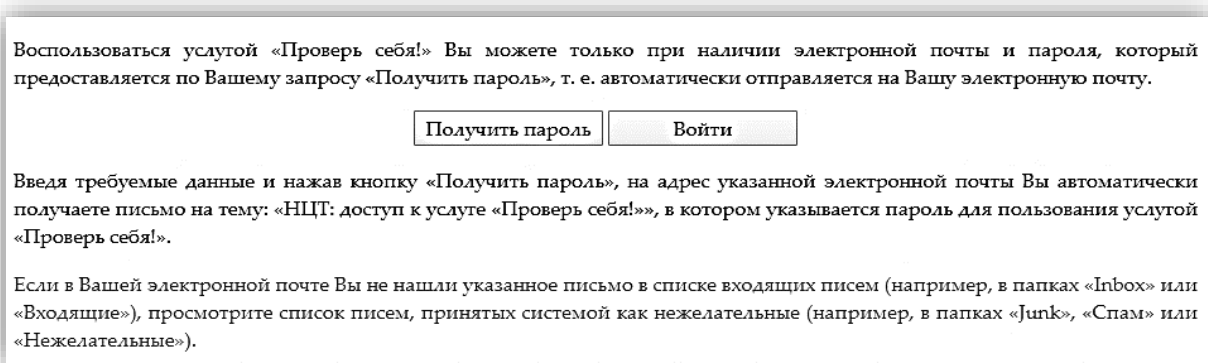 Воспользоваться услугой «Проверь себя!» Вы можете только при наличии электронной почты и пароля, который
предоставляется по Вашему запросу «Получить пароль», т. е. автоматически отправляется на Вашу электронную почту.
Получить пароль Войти
Введя требуемые данные и нажав кнопку «Получить пароль», на адрес указанной электронной почты Вы автоматически
получаете письмо на тему: «НЦТ: доступ к услуге «Проверь себя!»», в котором указывается пароль для пользования услугой
«Проверь себя!».
Если в Вашей электронной почте Вы не нашли указанное письмо в списке входящих писем (например, в папках «Inbox» или
«Входящие»), просмотрите список писем, принятых системой как нежелательные (например, в папках «Junk», «Спам» или
«Нежелательные»).